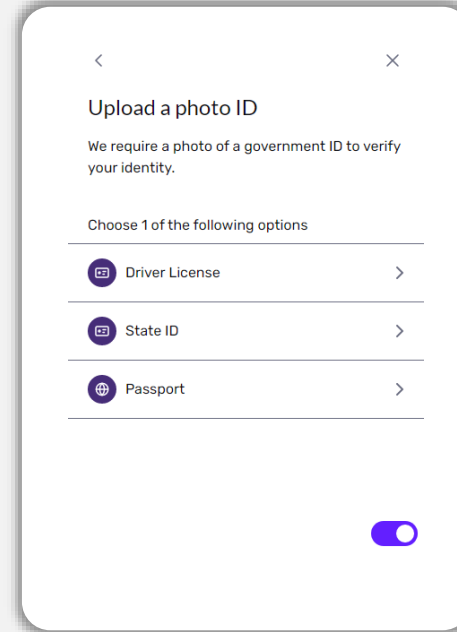 Upload a photo ID
We require a photo of a government ID to verify
your identity.
Choose 1 of the following options
Driver License
State ID
Passport